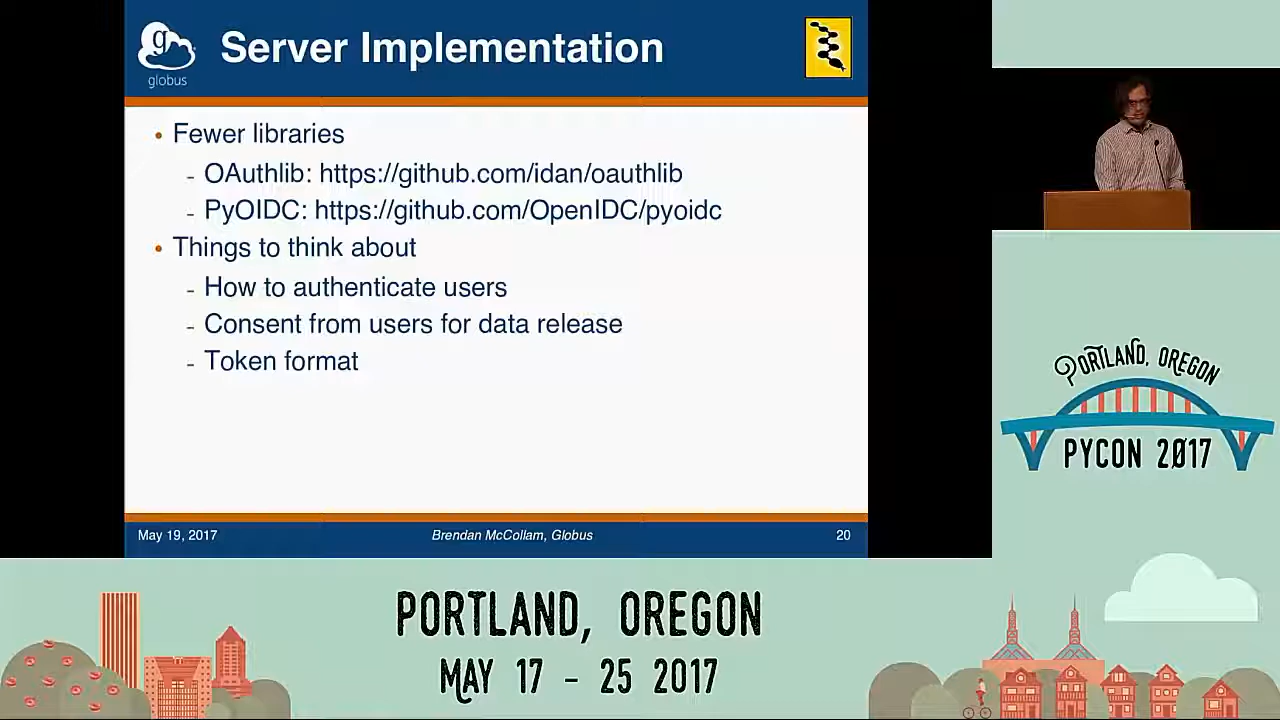 g
globus
Server Implementation
• Fewer libraries
- OAuthlib: https://github.com/idan/oauthlib
- PyOIDC: https://github.com/OpenIDC/pyoidc
• Things to think about
- How to authenticate users
- Consent from users for data release
- Token format
May 19, 2017
Brendan McCollam, Globus
20
PORTLAND, OREGON
PYCON 2017
PORTLAND, OREGON
MAY 17 - 25 2017